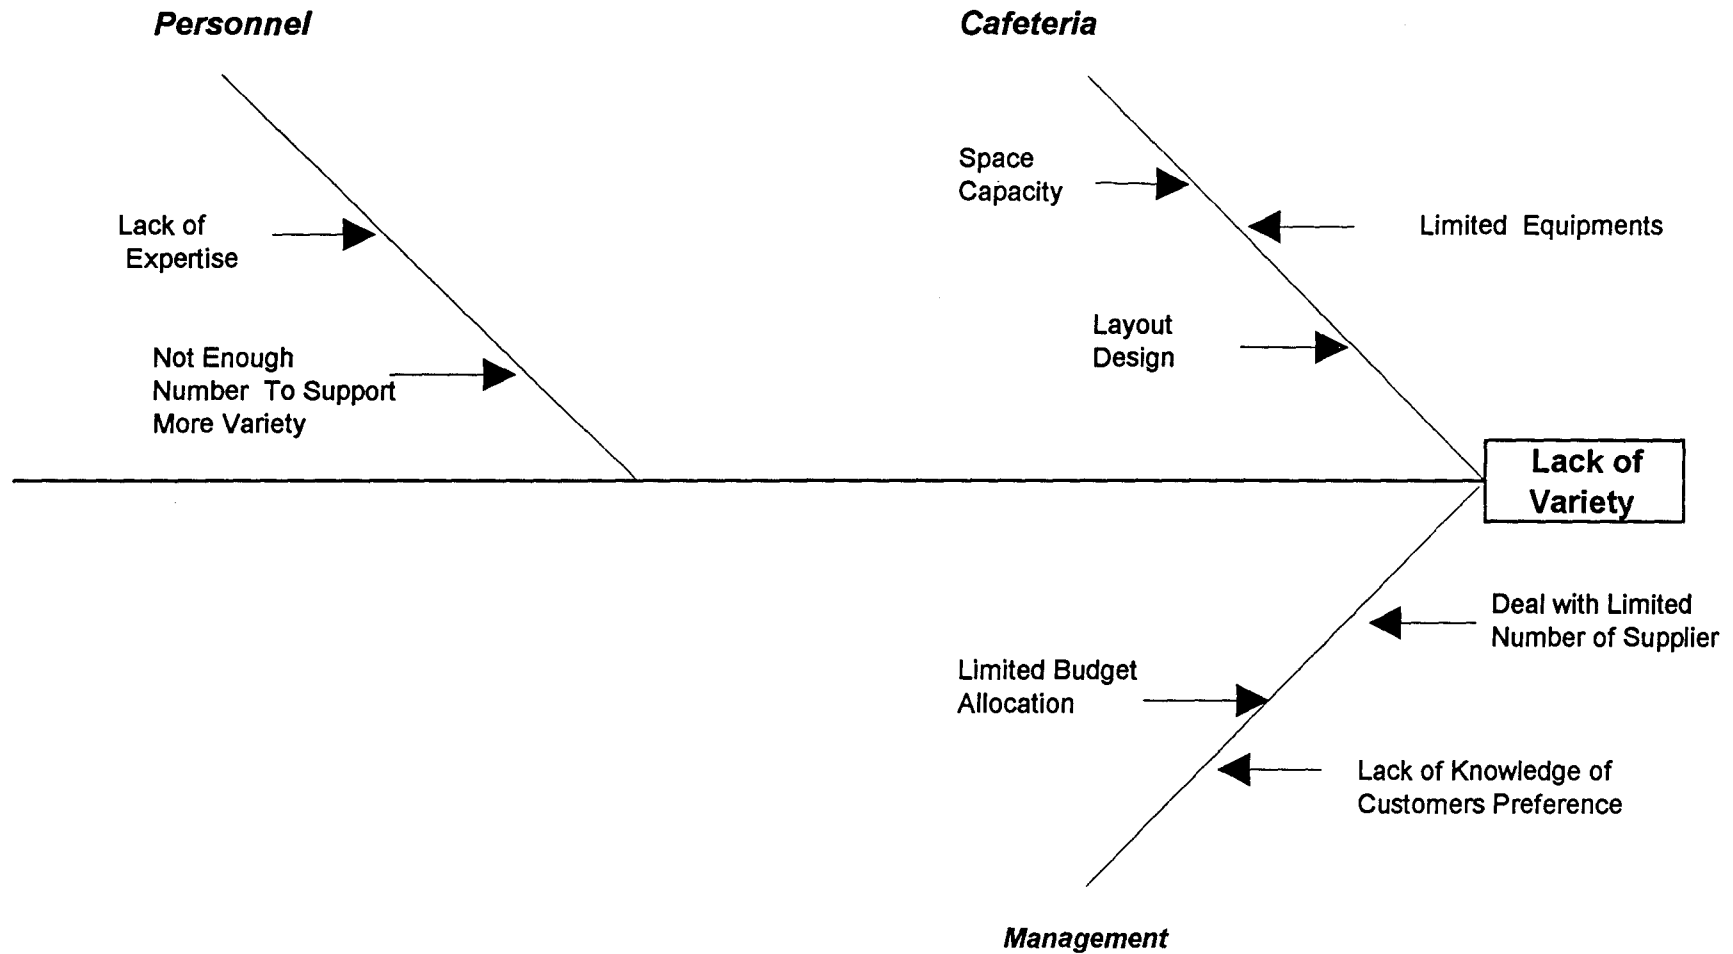 Personnel
Cafeteria
Space
Capacity
Limited Equipments
Lack of
Expertise
Layout
Design
Not Enough
Number To Support
More Variety
Lack of
Variety
Deal with Limited
Number of Supplier
Limited Budget
Allocation
Lack of Knowledge of
Customers Preference
Management